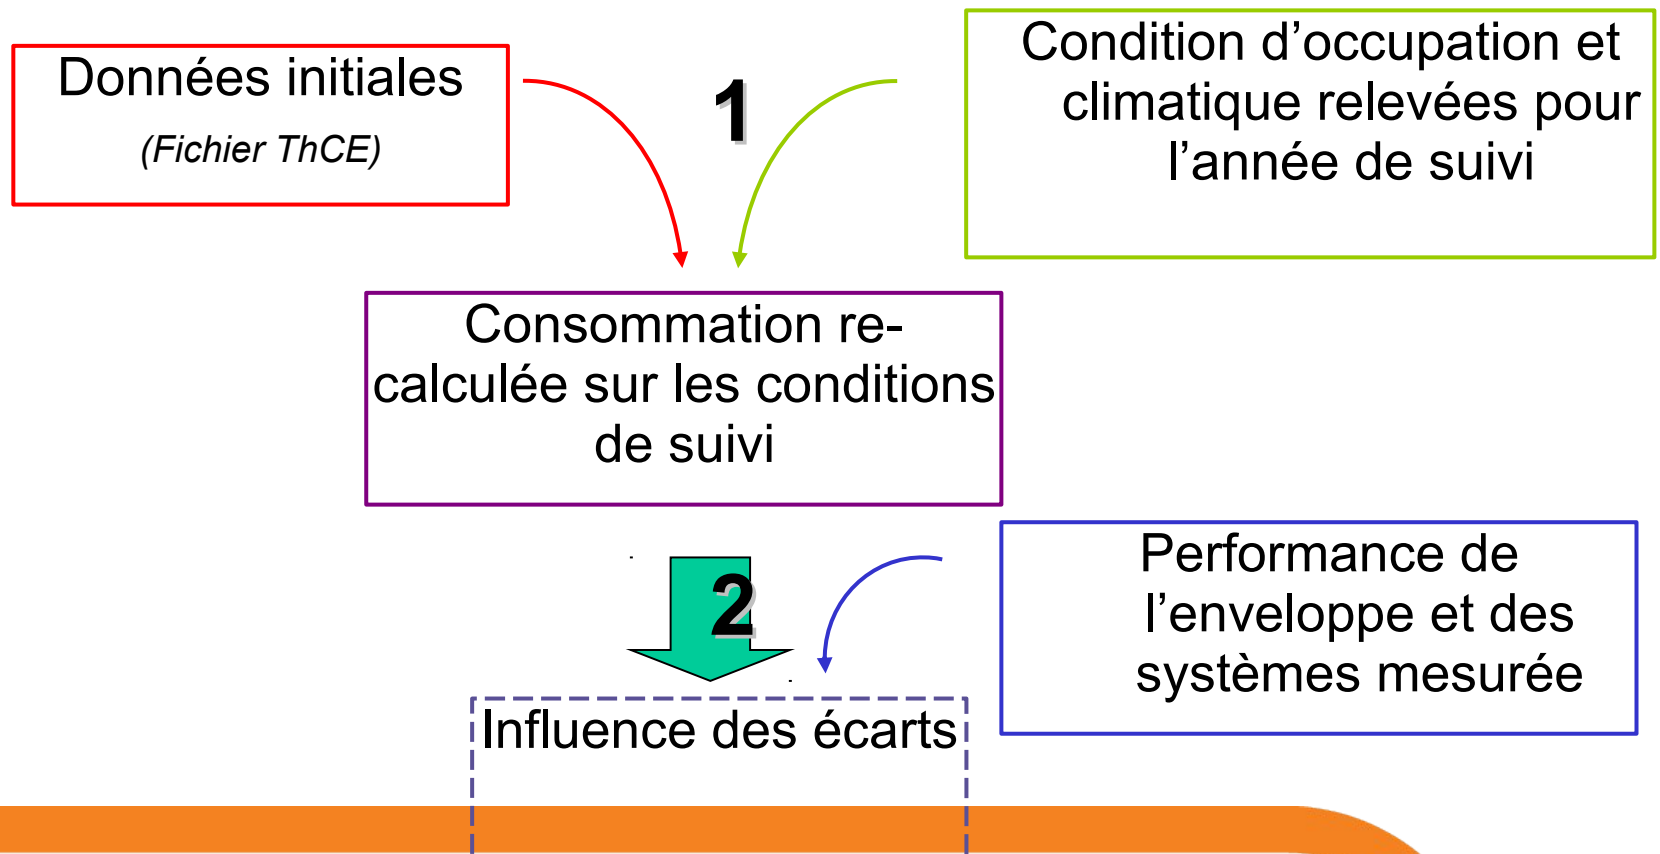 Données initiales
(Fichier ThCE)
1
Condition d’occupation et
climatique relevées pour
l’année de suivi
Consommation re-
calculée sur les conditions
de suivi
2
Performance de
l’enveloppe et des
systèmes mesurée
Influence des écarts